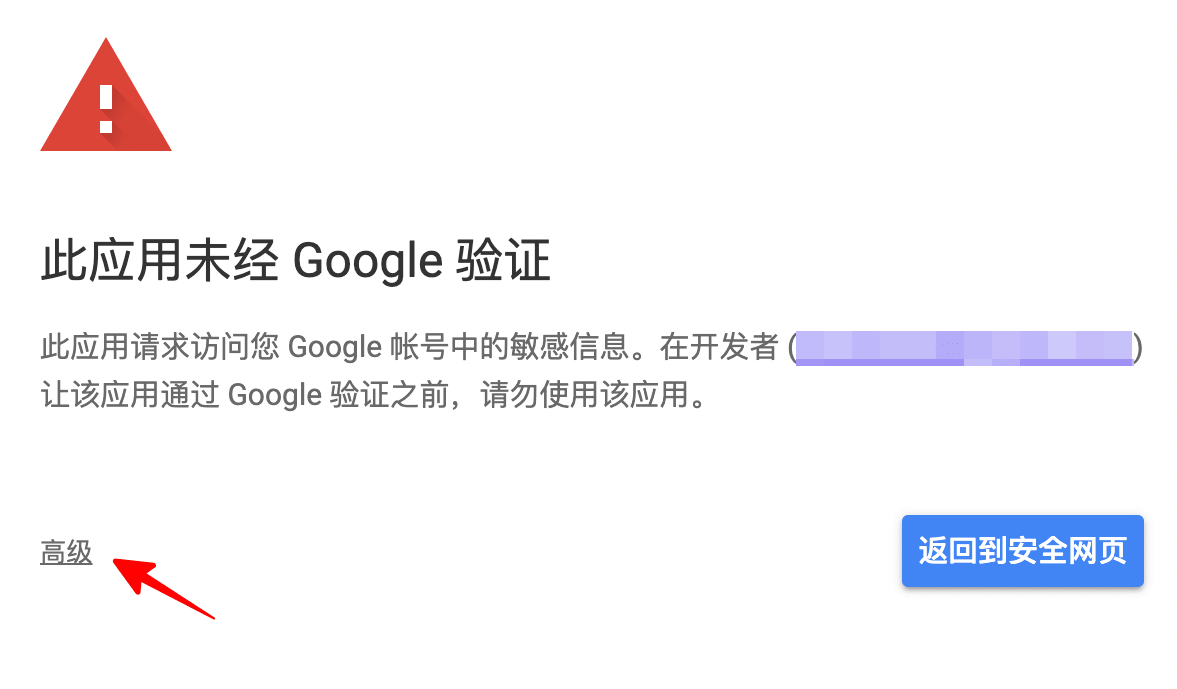 此应用未经 Google 验证
此应用请求访问您 Google 帐号中的敏感信息。在开发者 ()
让该应用通过 Google 验证之前，请勿使用该应用。
高级
返回到安全网页